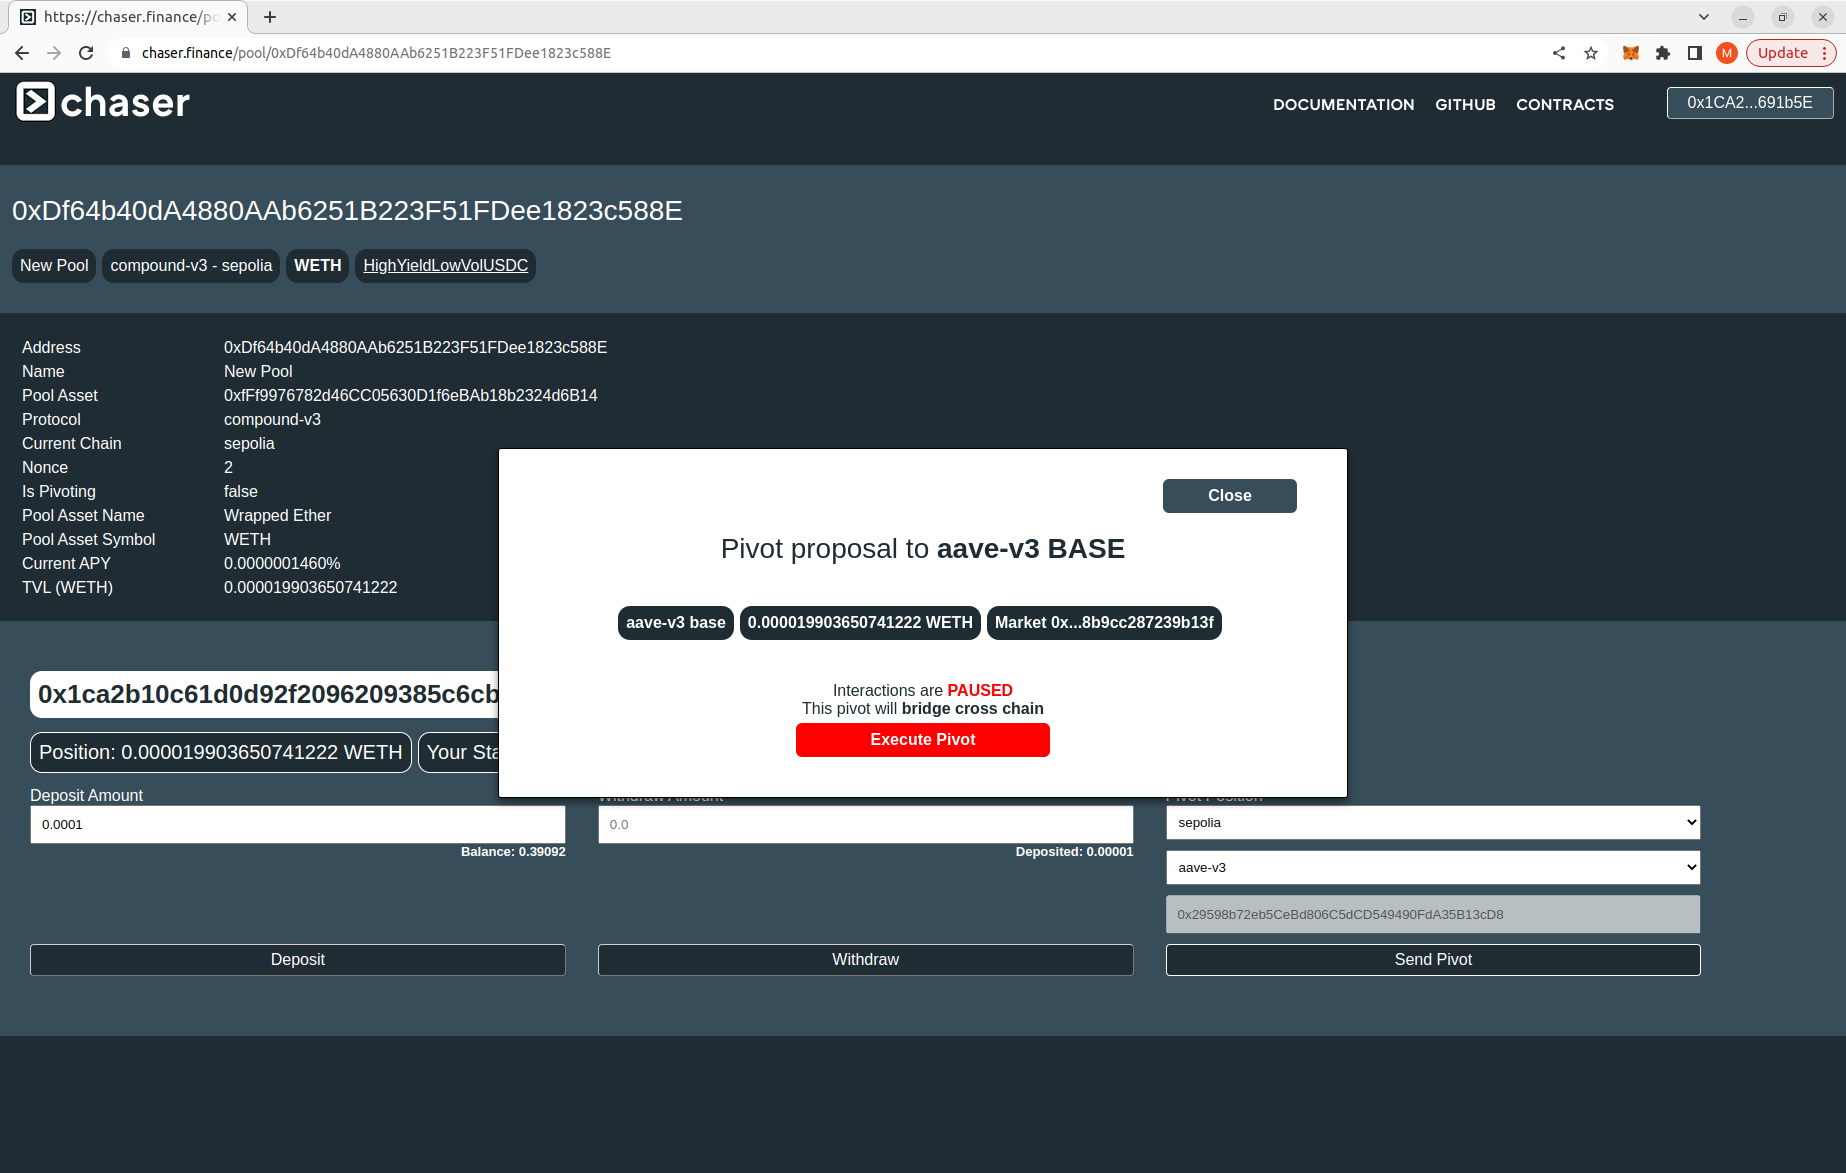 https://chaser.finance/po
chaser.finance/pool/0xDf64b40dA4880AAb6251B223F51FDee1823c588E
M
Update
chaser
DOCUMENTATION GITHUB CONTRACTS 0x1CA2...691b5E
0xDf64b40dA4880AAb6251B223F51FDee1823c588E
New Pool compound-v3 - sepolia WETH HighYieldLowVolUSDC
Address 0xDf64b40dA4880AAb6251B223F51FDee1823c588E
Name New Pool
Pool Asset 0xfFf9976782d46CC05630D1f6eBAb18b2324d6B14
Protocol compound-v3
Current Chain sepolia
Nonce 2
Is Pivoting false
Pool Asset Name Wrapped Ether
Pool Asset Symbol WETH
Current APY 0.0000001460%
TVL (WETH) 0.000019903650741222
Close
Pivot proposal to aave-v3 BASE
aave-v3 base 0.000019903650741222 WETH Market 0x...8b9cc287239b13f
Interactions are PAUSED
This pivot will bridge cross chain
Execute Pivot
0x1ca2b10c61d0d92f2096209385c6cb
Position: 0.000019903650741222 WETH Your Sta
Deposit Amount Withdraw Amount Pivot Position
0.0001 0.0 sepolia
Balance: 0.39092 Deposited: 0.00001
aave-v3
0x29598b72eb5CeBd806C5dCD549490FdA35B13cD8
Deposit Withdraw Send Pivot